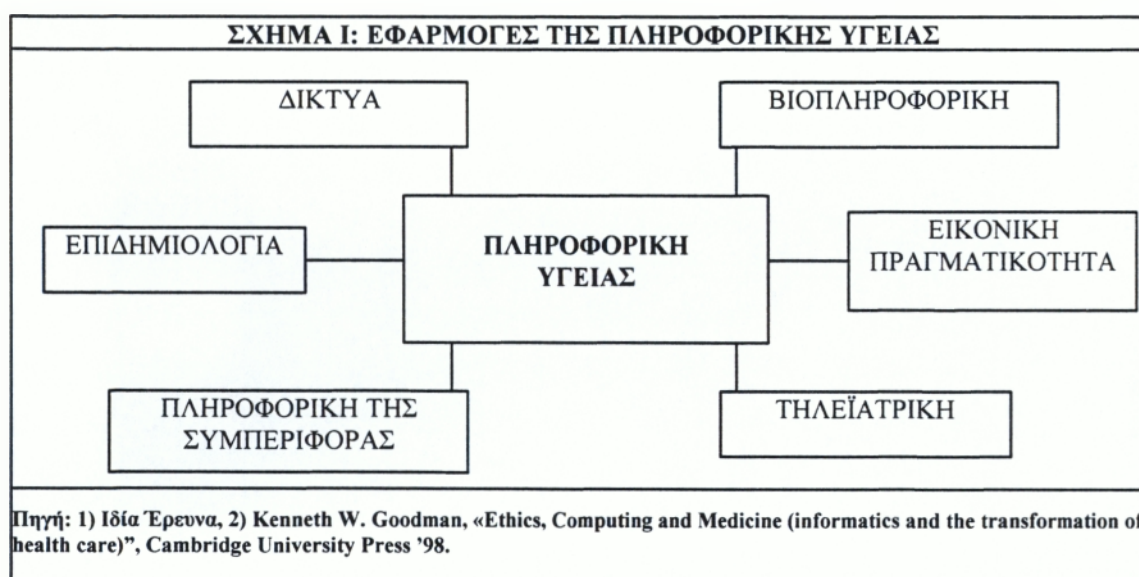 ΣΧΗΜΑ Ι: ΕΦΑΡΜΟΓΕΣ ΤΗΣ ΠΛΗΡΟΦΟΡΙΚΗΣ ΥΓΕΙΑΣ
ΔΙΚΤΥΑ
ΒΙΟΠΛΗΡΟΦΟΡΙΚΗ
ΕΠΙΔΗΜΙΟΛΟΓΙΑ
ΠΛΗΡΟΦΟΡΙΚΗ
ΥΓΕΙΑΣ
ΕΙΚΟΝΙΚΗ
ΠΡΑΓΜΑΤΙΚΟΤΗΤΑ
ΠΛΗΡΟΦΟΡΙΚΗ ΤΗΣ
ΣΥΜΠΕΡΙΦΟΡΑΣ
ΤΗΛΕΪΑΤΡΙΚΗ
Πηγή: 1) Ιδία Έρευνα, 2) Kenneth W. Goodman, «Ethics, Computing and Medicine (informatics and the transformation of
health care)”, Cambridge University Press ’98.